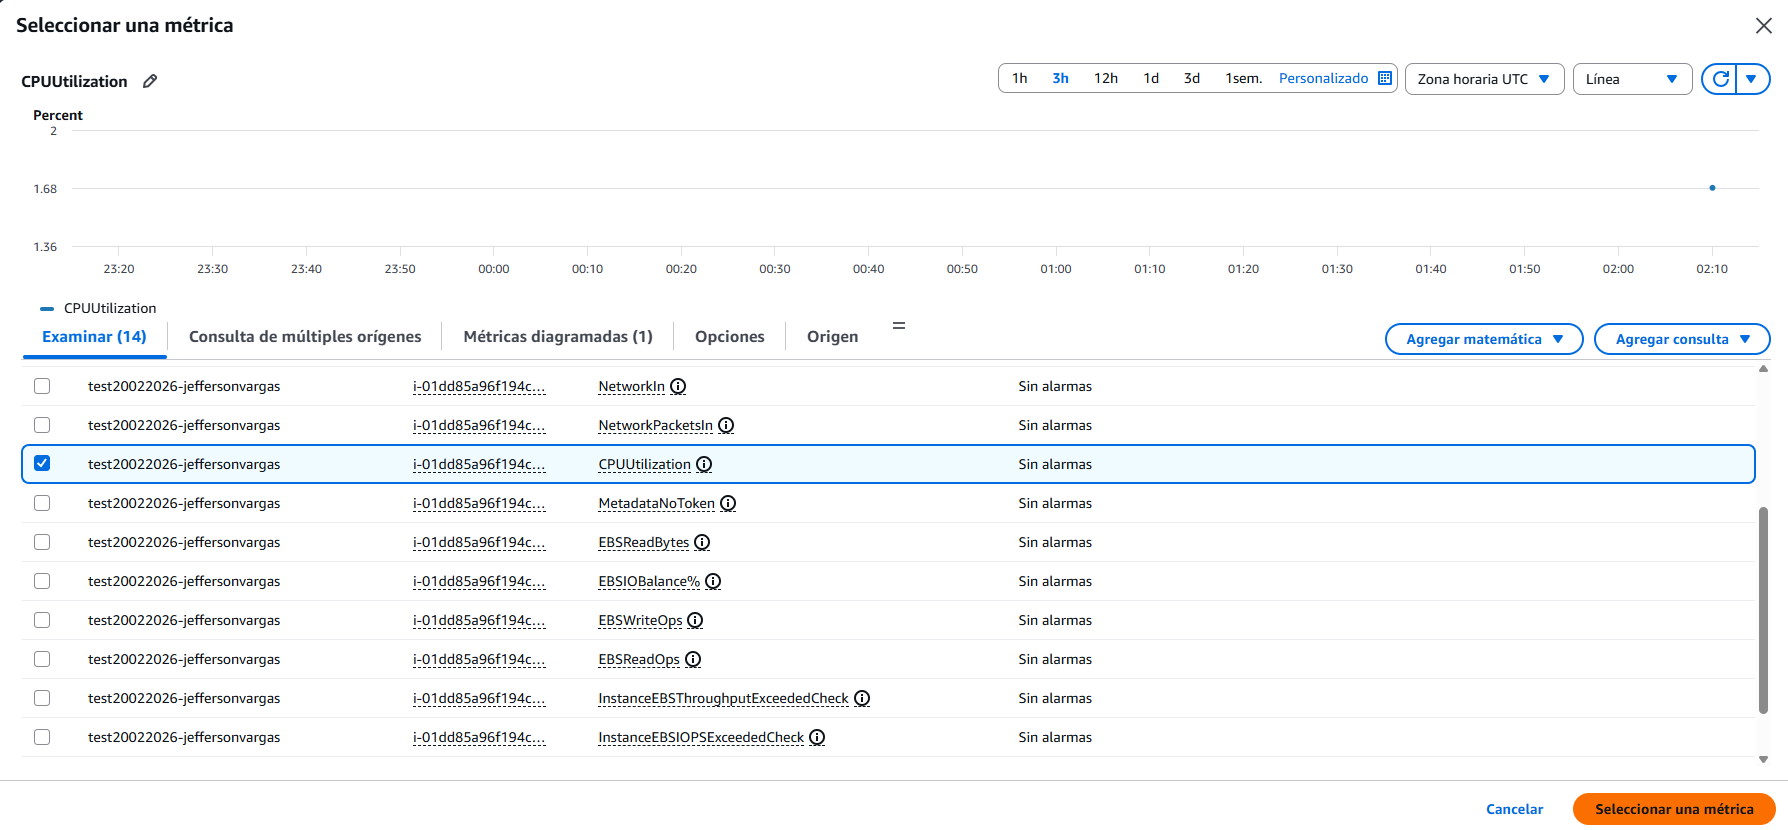 Seleccionar una métrica
CPUUtilization
1h 3h 12h 1d 3d 1sem. Personalizado Zona horaria UTC Línea
Percent
2
1.68
1.36
23:20 23:30 23:40 23:50 00:00 00:10 00:20 00:30 00:40 00:50 01:00 01:10 01:20 01:30 01:40 01:50 02:00 02:10
CPUUtilization
Examinar (14) Consulta de múltiples orígenes Métricas diagramadas (1) Opciones Origen Agregar matemática Agregar consulta
test20022026-jeffersonvargas i-01dd85a96f194c... NetworkIn Sin alarmas
test20022026-jeffersonvargas i-01dd85a96f194c... NetworkPacketsIn Sin alarmas
test20022026-jeffersonvargas i-01dd85a96f194c... CPUUtilization Sin alarmas
test20022026-jeffersonvargas i-01dd85a96f194c... MetadataNoToken Sin alarmas
test20022026-jeffersonvargas i-01dd85a96f194c... EBSReadBytes Sin alarmas
test20022026-jeffersonvargas i-01dd85a96f194c... EBSIOBalance% Sin alarmas
test20022026-jeffersonvargas i-01dd85a96f194c... EBSWriteOps Sin alarmas
test20022026-jeffersonvargas i-01dd85a96f194c... EBSReadOps Sin alarmas
test20022026-jeffersonvargas i-01dd85a96f194c... InstanceEBSThroughputExceededCheck Sin alarmas
test20022026-jeffersonvargas i-01dd85a96f194c... InstanceEBSIOPSExceededCheck Sin alarmas
Cancelar Seleccionar una métrica